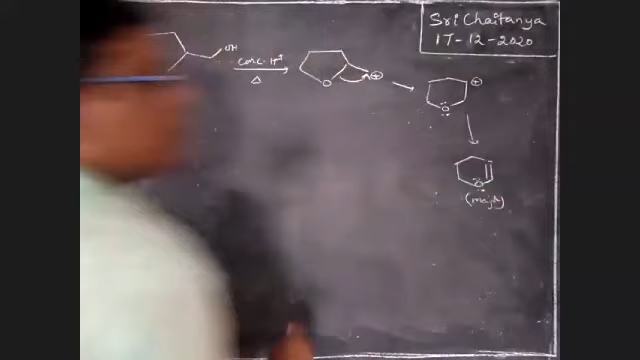 Sri Chaitanya
17-12-2020
OH
conc. H+
Δ
O
⊕
⊕
O
O
(major)